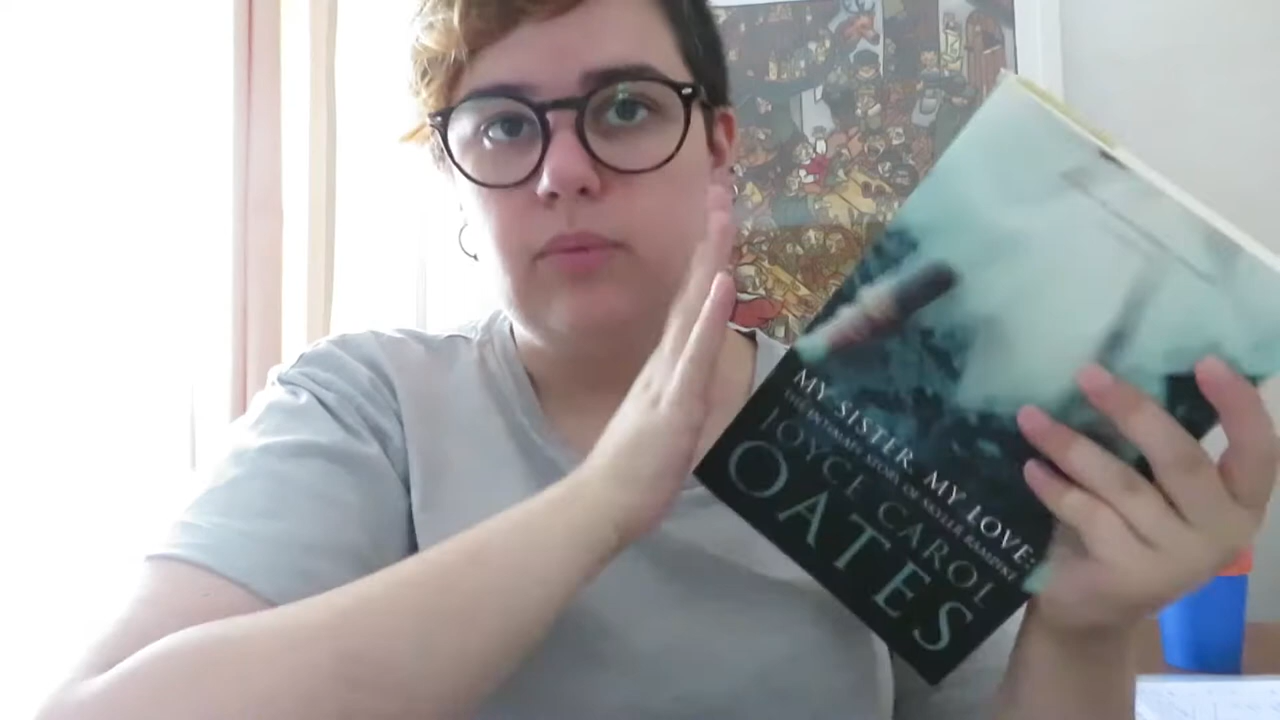 MY SISTER, MY LOVE:
THE INTIMATE STORY OF SKYLER RAMPIKE
JOYCE CAROL
OATES